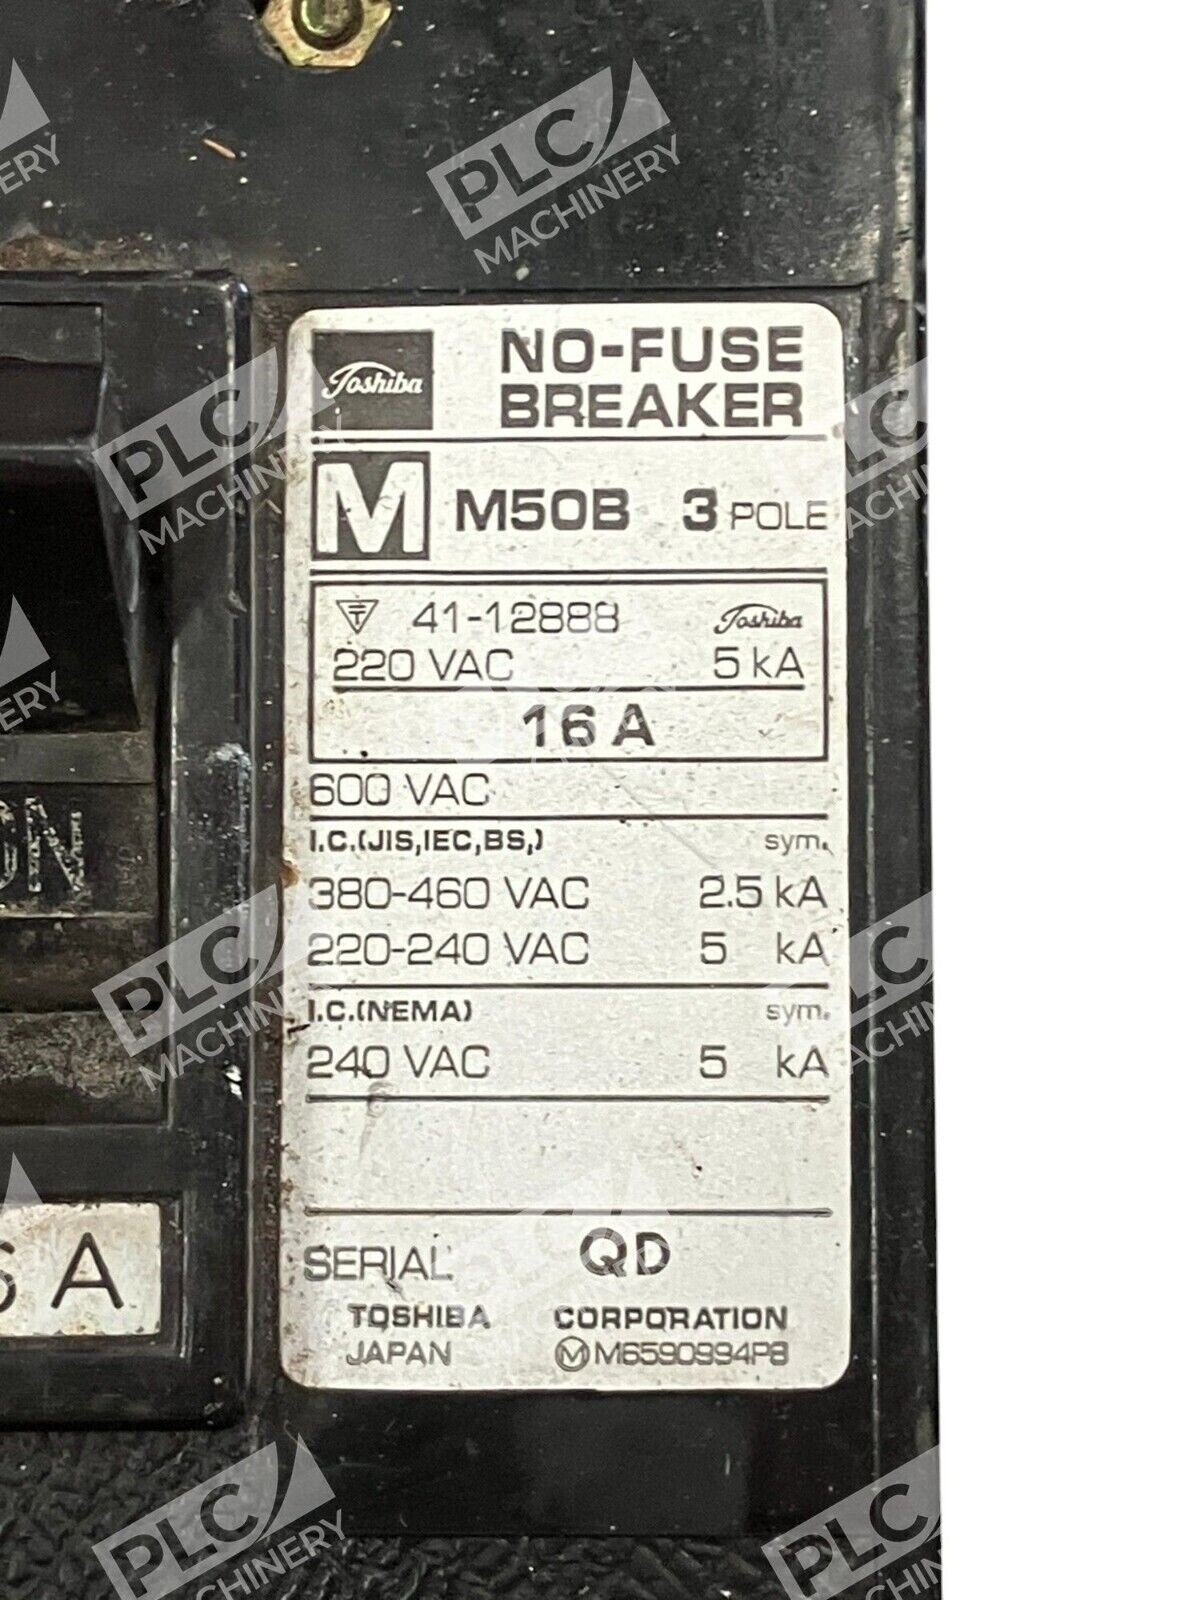 PLC
MACHINERY
Toshiba
NO-FUSE
BREAKER
M
M50B 3 POLE
T 41-12888 Toshiba
220 VAC 5 kA
16 A
600 VAC
I.C.(JIS,IEC,BS,) sym.
380-460 VAC 2.5 kA
220-240 VAC 5 kA
I.C.(NEMA) sym.
240 VAC 5 kA
SERIAL QD
TOSHIBA CORPORATION
JAPAN Ⓜ M6590994P8
ON
6 A